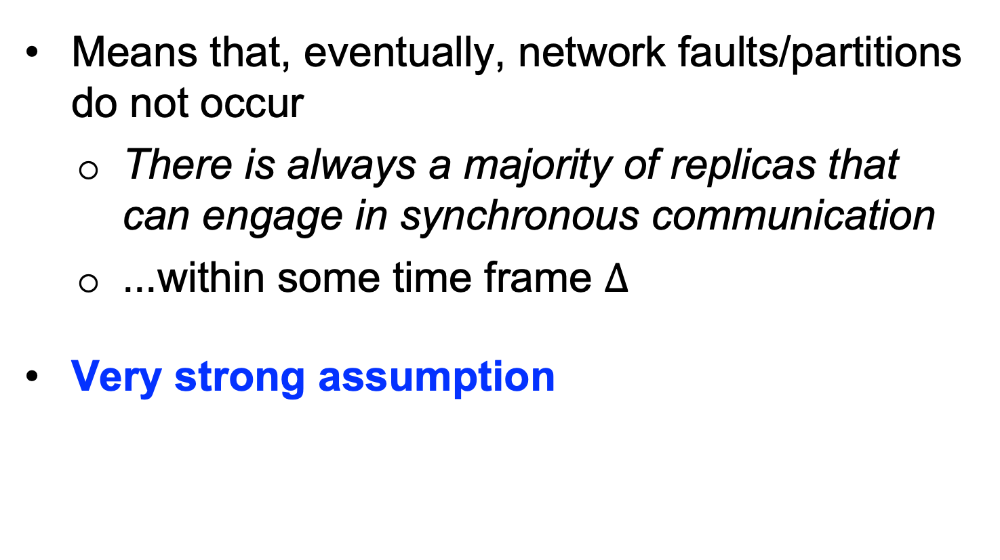 • Means that, eventually, network faults/partitions
do not occur
○ There is always a majority of replicas that
can engage in synchronous communication
○ ...within some time frame Δ
• Very strong assumption